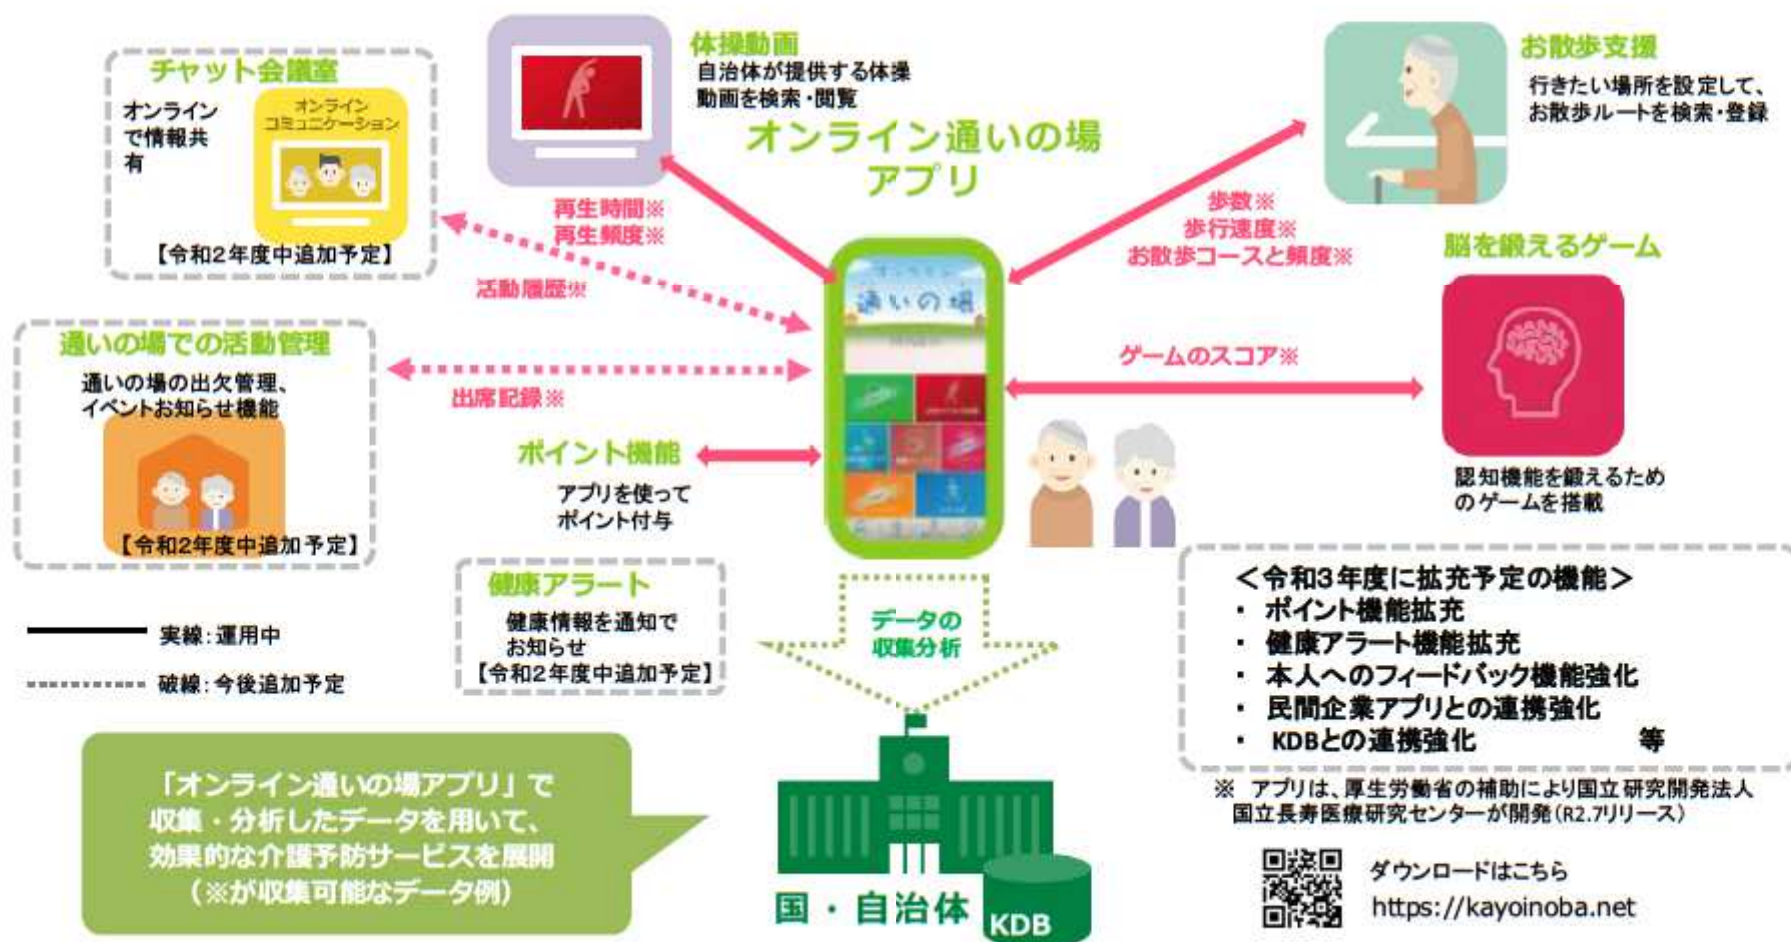 チャット会議室
オンライン
で情報共
有
オンライン
コミュニケーション
【令和2年度中追加予定】
体操動画
自治体が提供する体操
動画を検索・閲覧
オンライン通いの場
アプリ
お散歩支援
行きたい場所を設定して、
お散歩ルートを検索・登録
再生時間※
再生頻度※
活動履歴※
歩数※
歩行速度※
お散歩コースと頻度※
脳を鍛えるゲーム
ゲームのスコア※
認知機能を鍛えるため
のゲームを搭載
通いの場での活動管理
通いの場の出欠管理、
イベントお知らせ機能
【令和2年度中追加予定】
出席記録※
通いの場
ポイント機能
アプリを使って
ポイント付与
健康アラート
健康情報を通知で
お知らせ
【令和2年度中追加予定】
実線：運用中
破線：今後追加予定
データの
収集分析
＜令和3年度に拡充予定の機能＞
・ ポイント機能拡充
・ 健康アラート機能拡充
・ 本人へのフィードバック機能強化
・ 民間企業アプリとの連携強化
・ KDBとの連携強化 等
※ アプリは、厚生労働省の補助により国立研究開発法人
国立長寿医療研究センターが開発（R2.7リリース）
「オンライン通いの場アプリ」で
収集・分析したデータを用いて、
効果的な介護予防サービスを展開
（※が収集可能なデータ例）
国・自治体
KDB
ダウンロードはこちら
https://kayoinoba.net